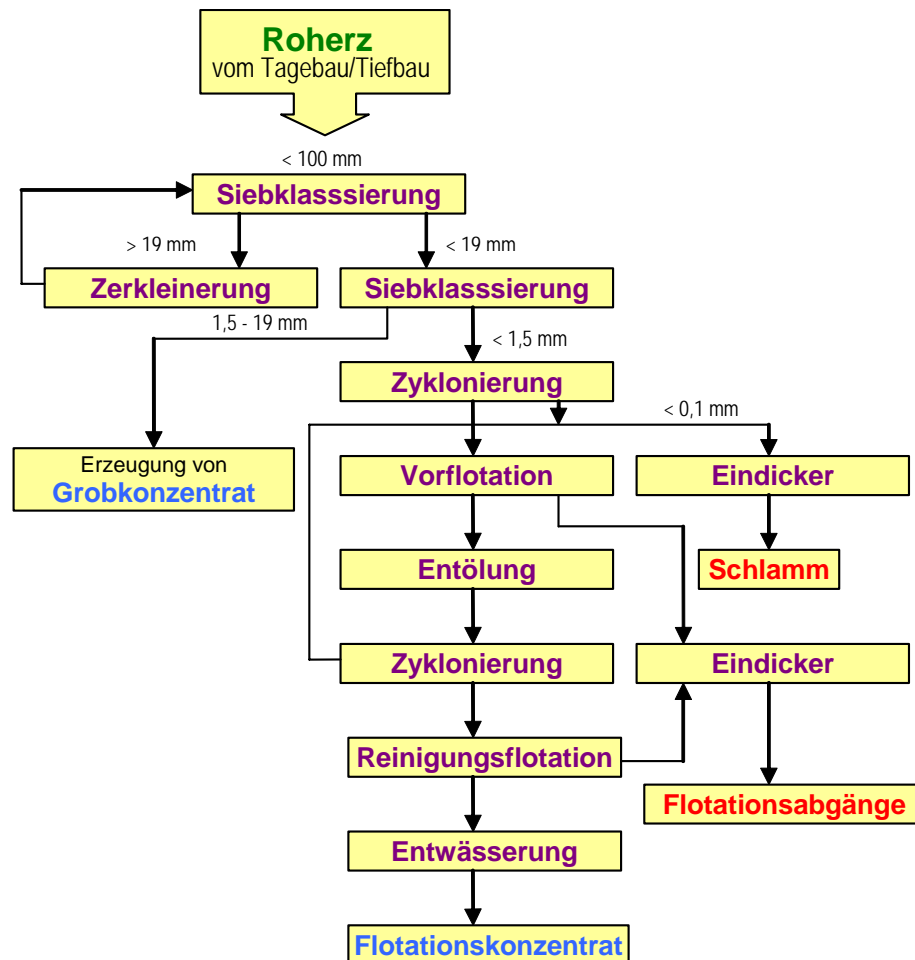 Roherz
vom Tagebau/Tiefbau
< 100 mm
Siebklasssierung
> 19 mm
< 19 mm
Zerkleinerung
Siebklasssierung
1,5 - 19 mm
< 1,5 mm
Zyklonierung
< 0,1 mm
Erzeugung von
Grobkonzentrat
Vorflotation
Eindicker
Entölung
Schlamm
Zyklonierung
Eindicker
Reinigungsflotation
Flotationsabgänge
Entwässerung
Flotationskonzentrat